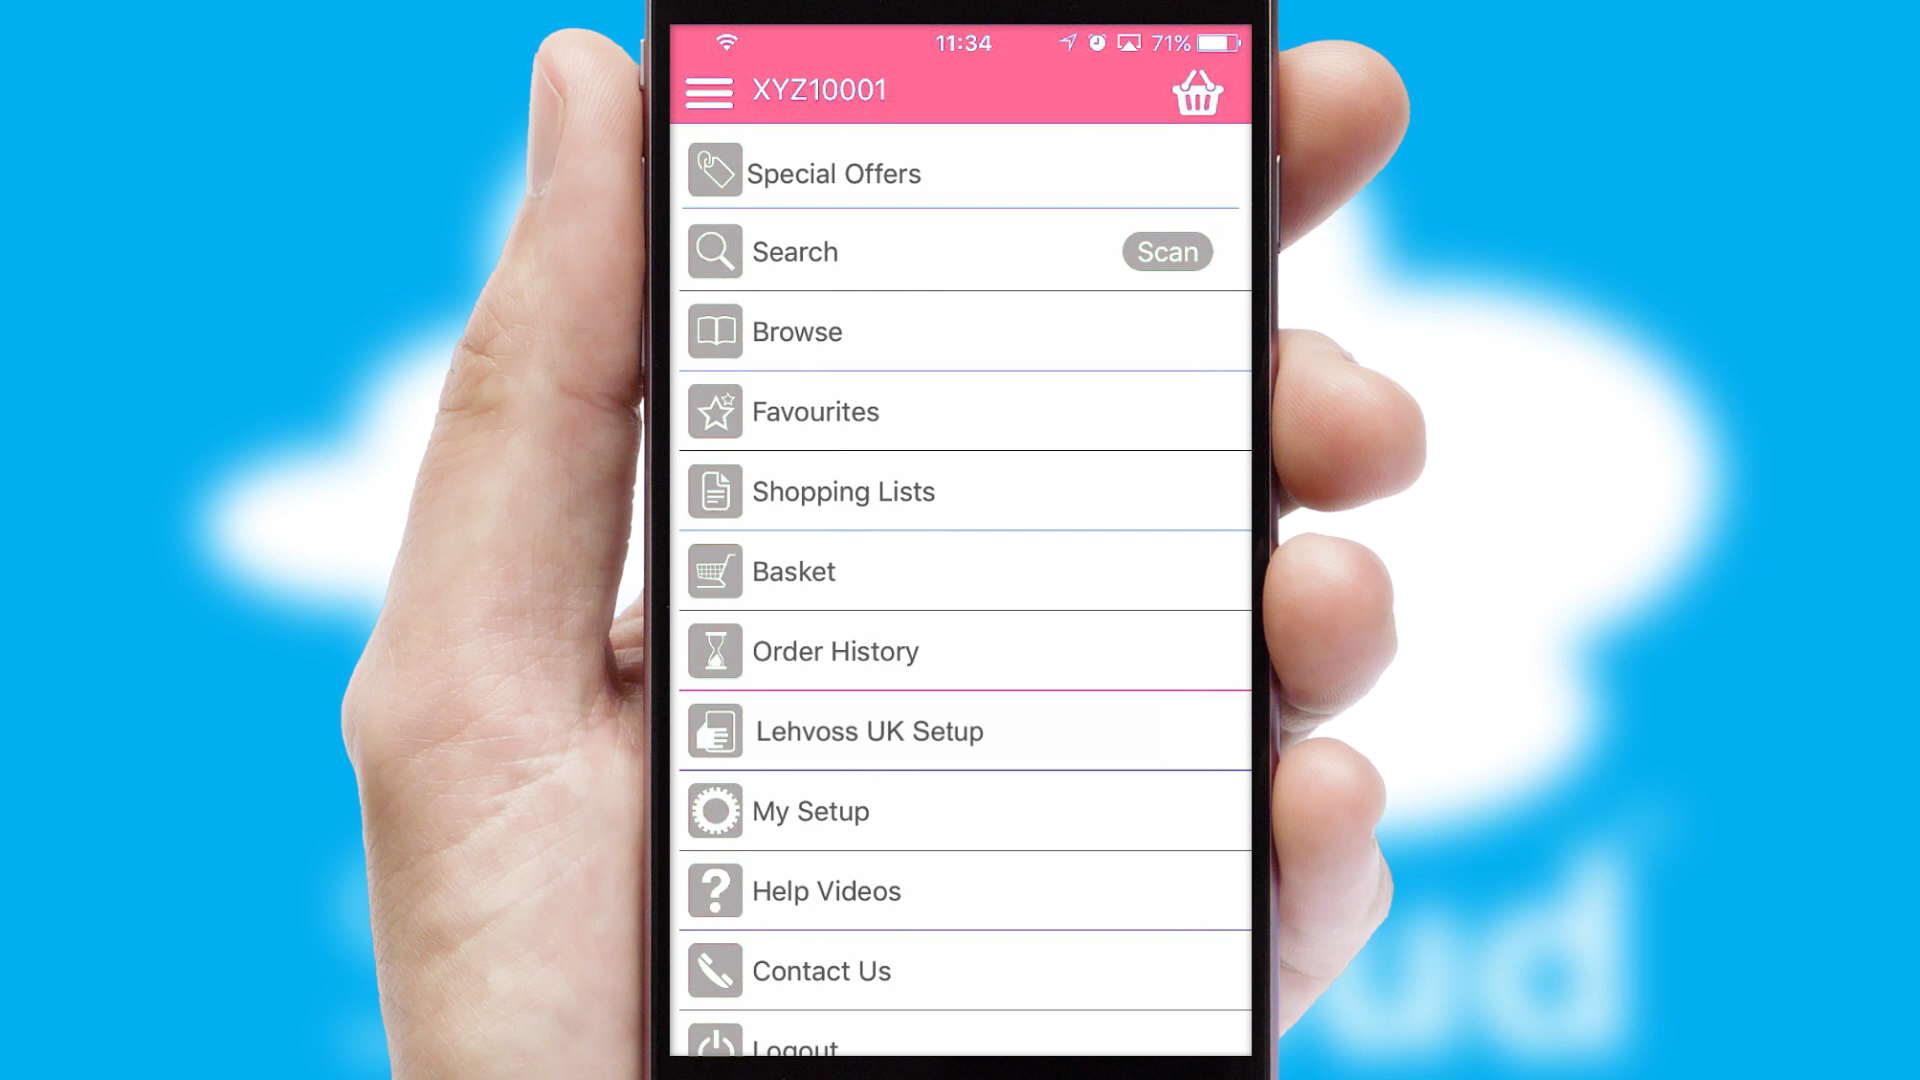 11:34
71%
XYZ10001
Special Offers
Search
Scan
Browse
Favourites
Shopping Lists
Basket
Order History
Lehvoss UK Setup
My Setup
Help Videos
Contact Us
Logout
ud